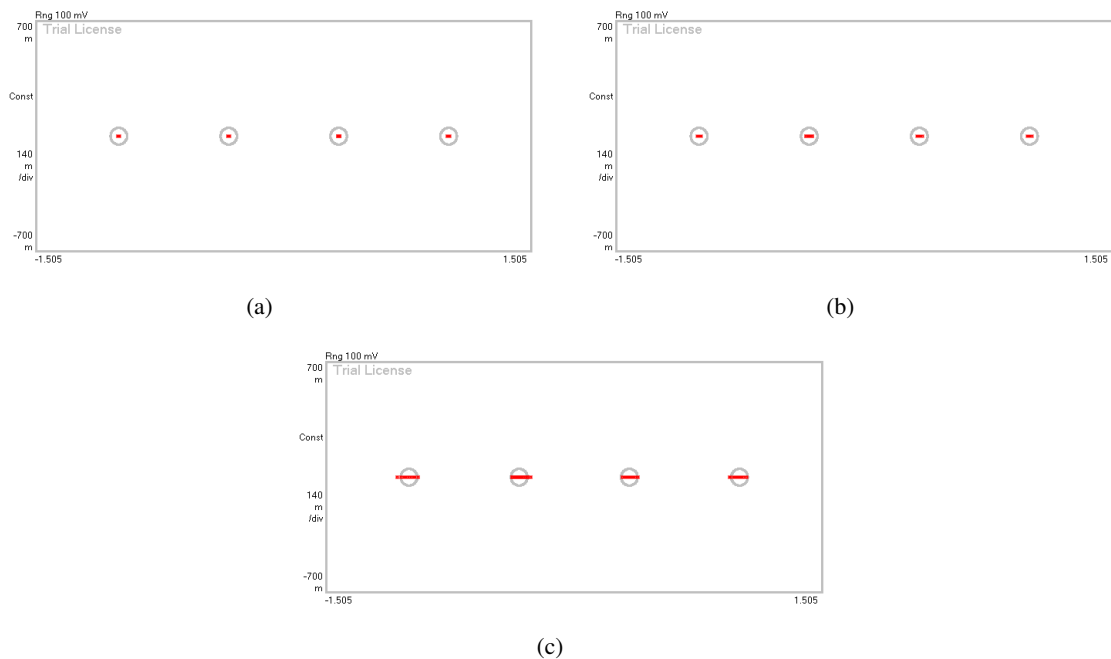 Rng 100 mV
700
m
Trial License
Const
140
m
/div
-700
m
-1.505
1.505
(a)
Rng 100 mV
700
m
Trial License
Const
140
m
/div
-700
m
-1.505
1.505
(b)
Rng 100 mV
700
m
Trial License
Const
140
m
/div
-700
m
-1.505
1.505
(c)